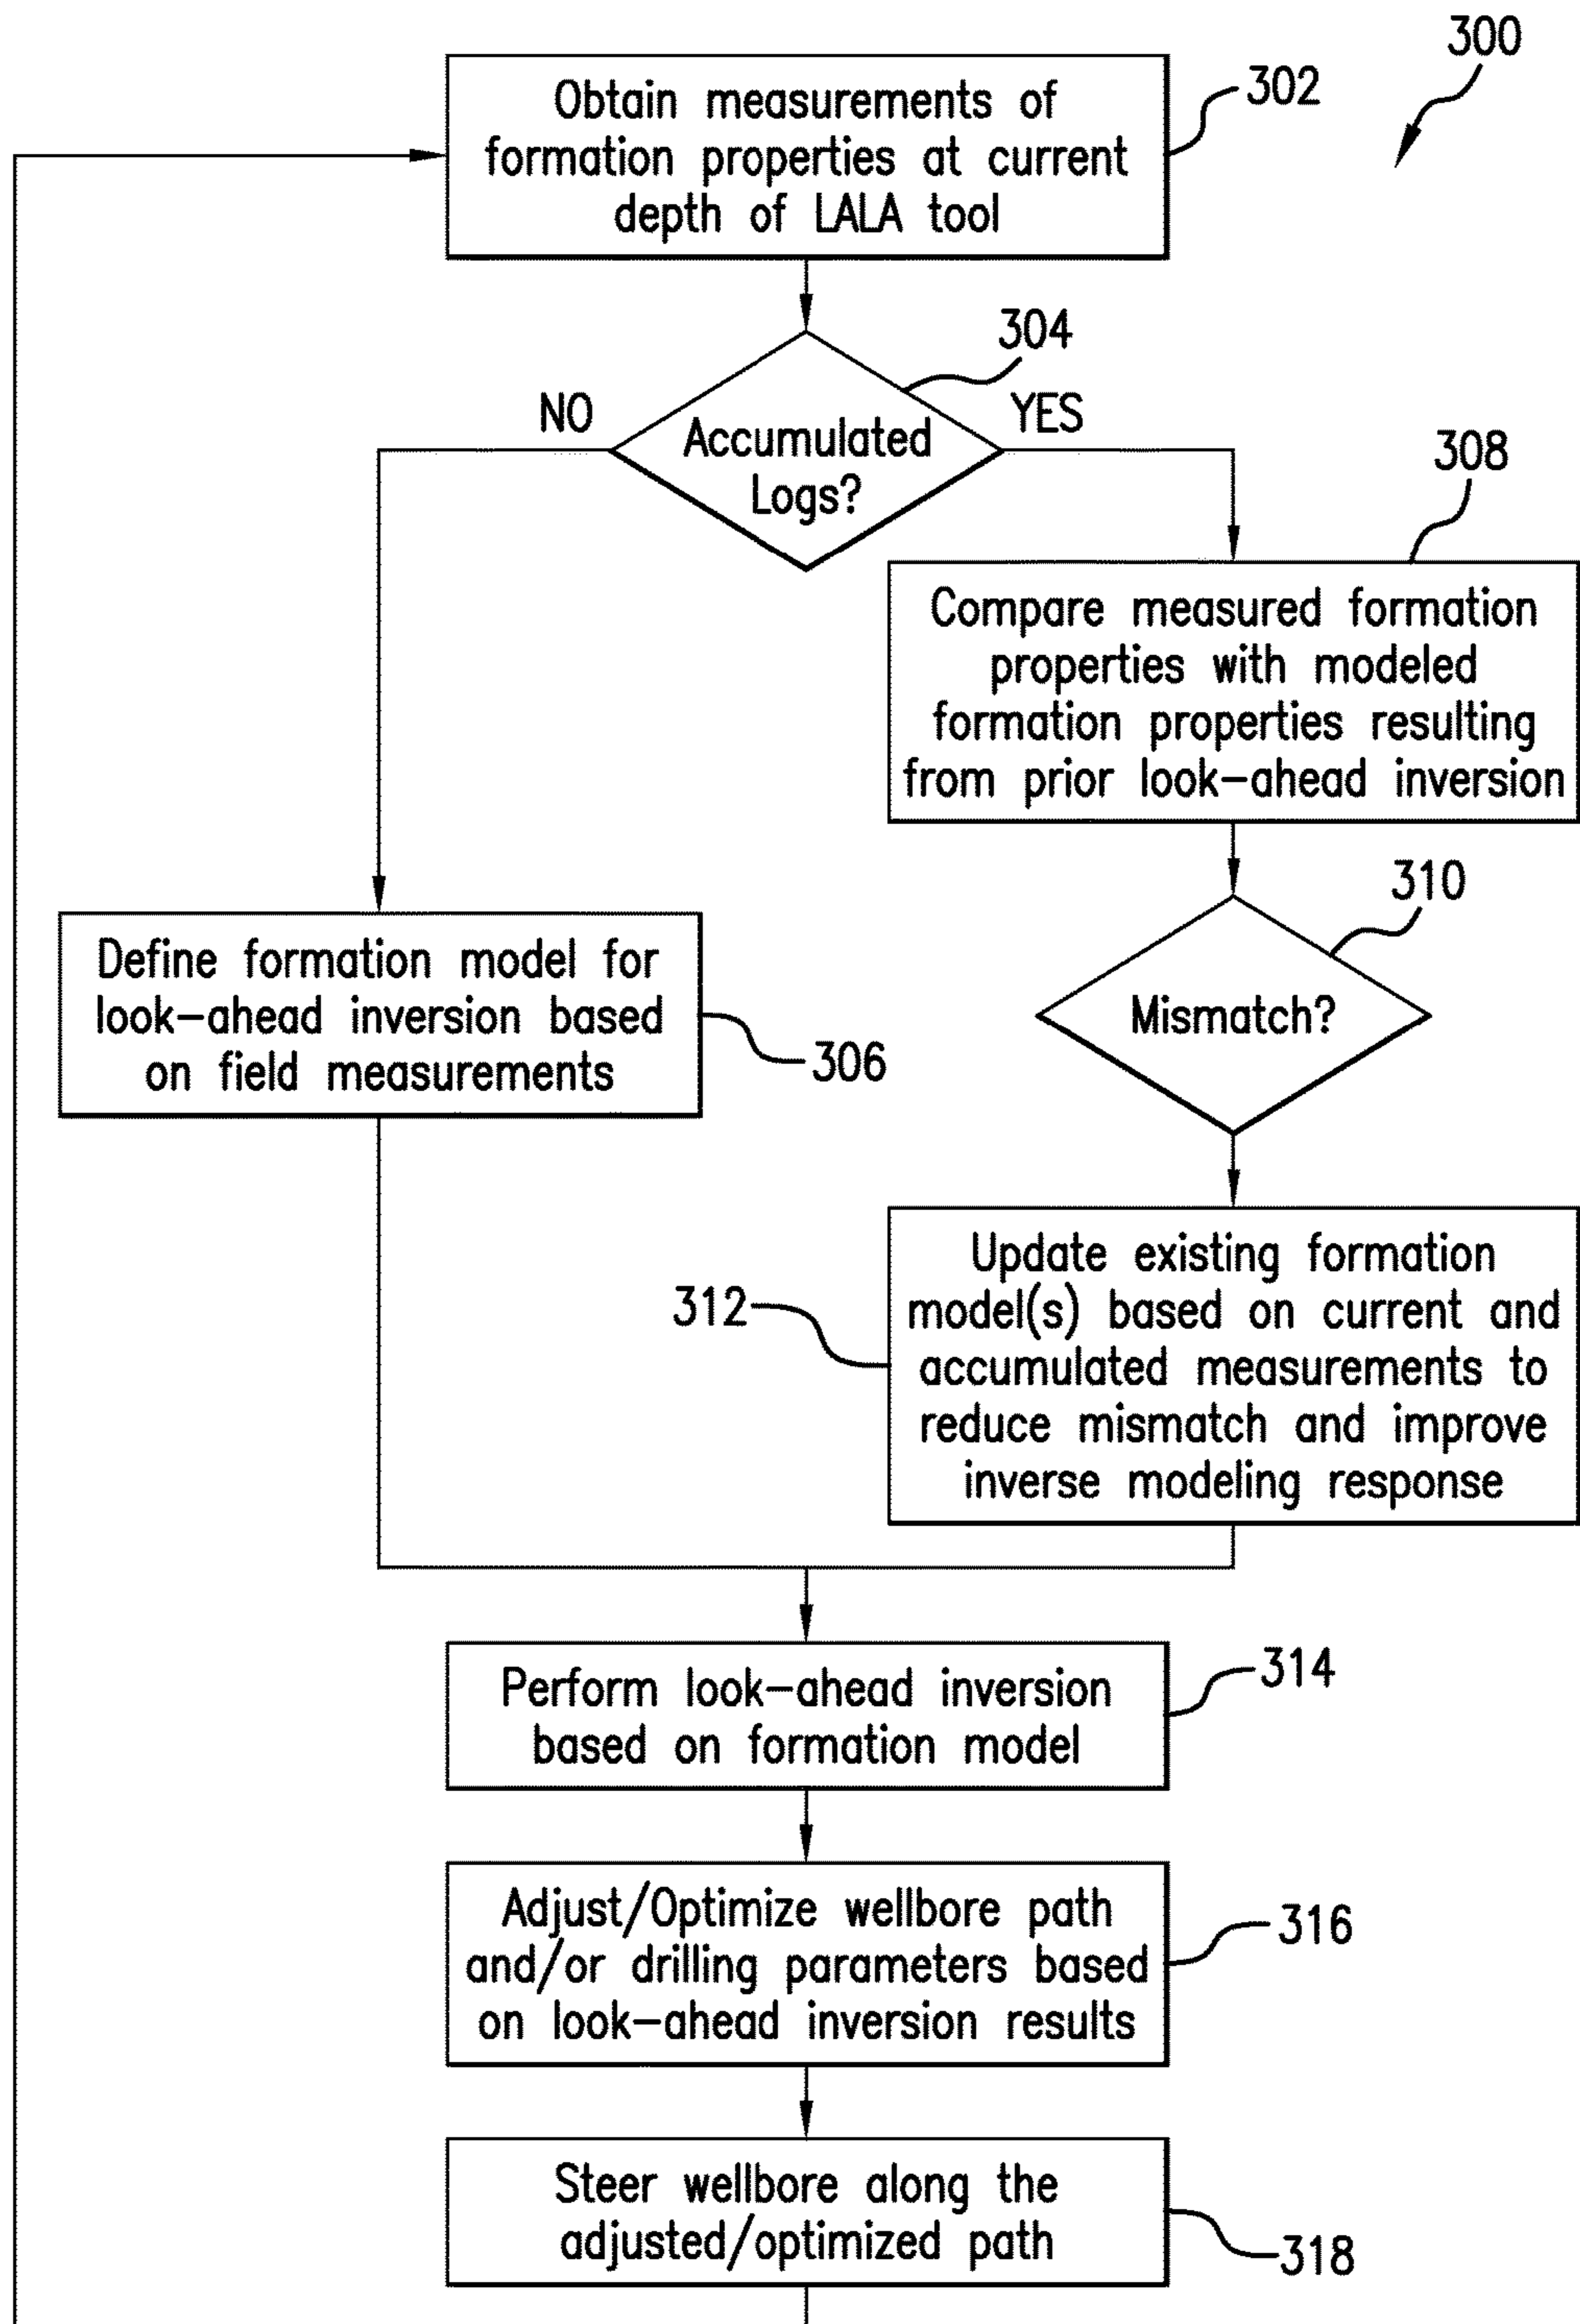 300
Obtain measurements of
formation properties at current
depth of LALA tool
302
304
NO
YES
Accumulated
Logs?
308
Compare measured formation
properties with modeled
formation properties resulting
from prior look-ahead inversion
310
Define formation model for
look-ahead inversion based
on field measurements
306
Mismatch?
312
Update existing formation
model(s) based on current and
accumulated measurements to
reduce mismatch and improve
inverse modeling response
Perform look-ahead inversion
based on formation model
314
Adjust/Optimize wellbore path
and/or drilling parameters based
on look-ahead inversion results
316
Steer wellbore along the
adjusted/optimized path
318